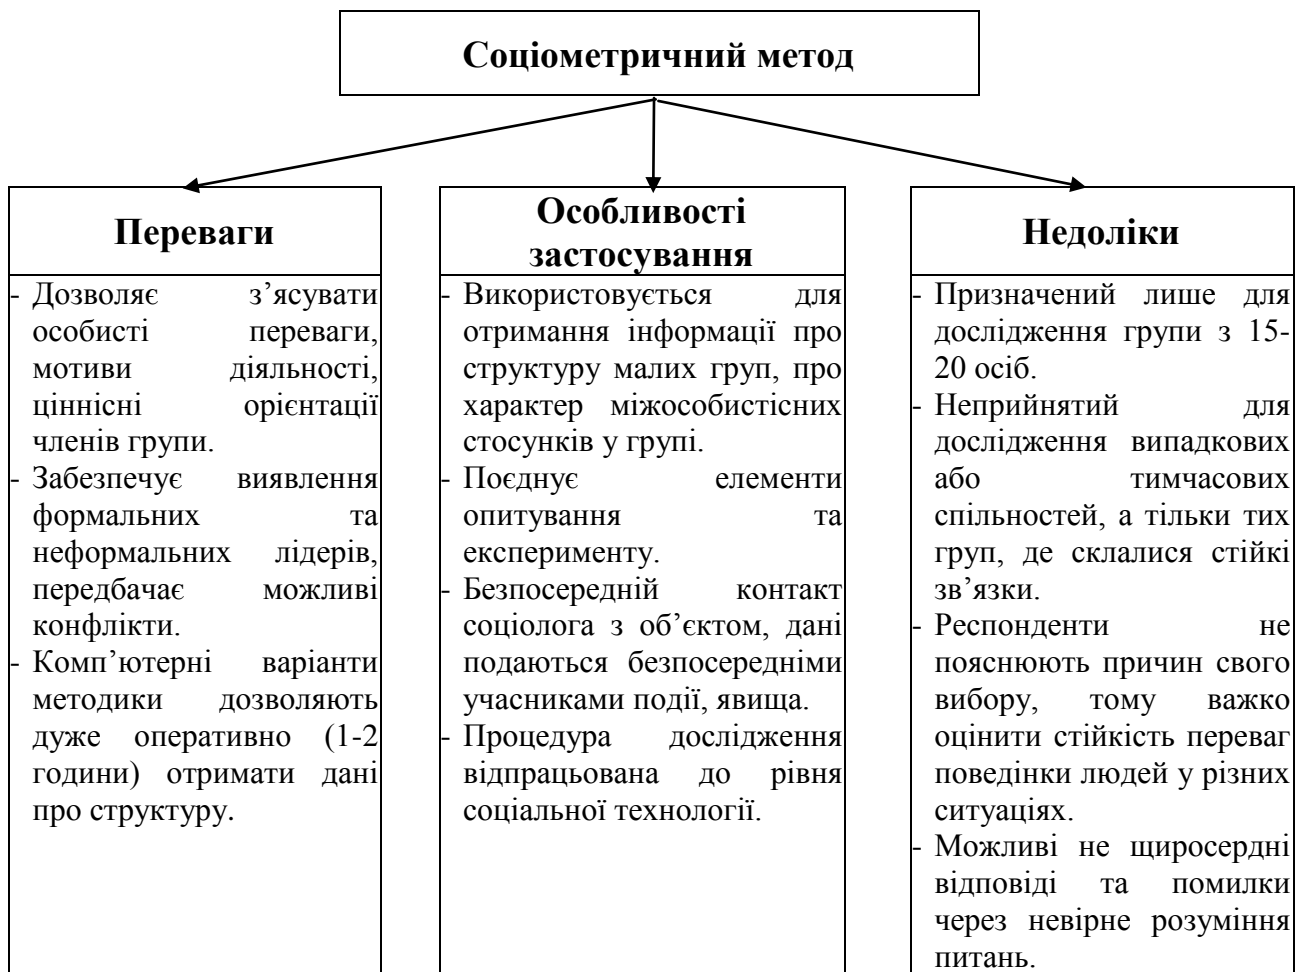 Соціометричний метод
Переваги
- Дозволяє з’ясувати
особисті переваги,
мотиви діяльності,
ціннісні орієнтації
членів групи.
- Забезпечує виявлення
формальних та
неформальних лідерів,
передбачає можливі
конфлікти.
- Комп’ютерні варіанти
методики дозволяють
дуже оперативно (1-2
години) отримати дані
про структуру.
Особливості
застосування
- Використовується для
отримання інформації про
структуру малих груп, про
характер міжособистісних
стосунків у групі.
- Поєднує елементи
опитування та
експерименту.
- Безпосередній контакт
соціолога з об’єктом, дані
подаються безпосередніми
учасниками події, явища.
- Процедура дослідження
відпрацьована до рівня
соціальної технології.
Недоліки
- Призначений лише для
дослідження групи з 15-
20 осіб.
- Неприйнятий для
дослідження випадкових
або тимчасових
спільностей, а тільки тих
груп, де склалися стійкі
зв’язки.
- Респонденти не
пояснюють причин свого
вибору, тому важко
оцінити стійкість переваг
поведінки людей у різних
ситуаціях.
- Можливі не щиросердні
відповіді та помилки
через невірне розуміння
питань.